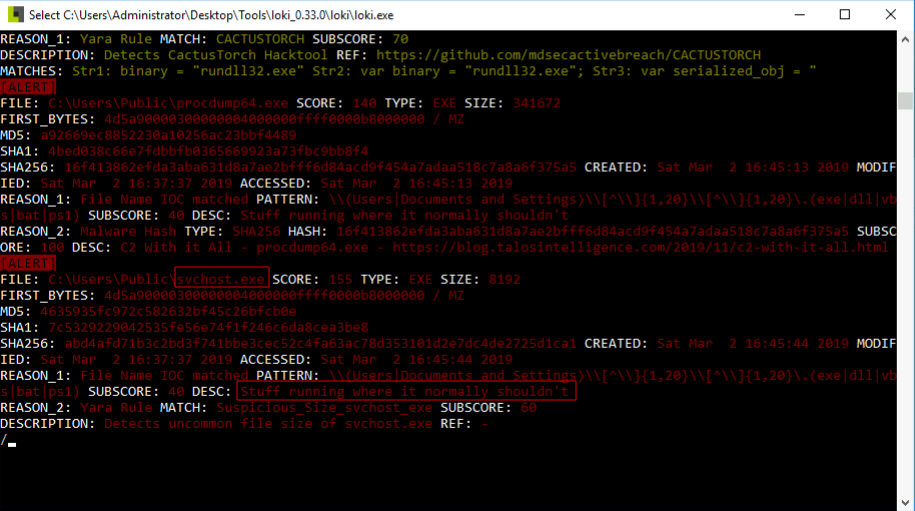 Select C:\Users\Administrator\Desktop\Tools\loki_0.33.0\loki\loki.exe
REASON_1: Yara Rule MATCH: CACTUSTORCH SUBSCORE: 70
DESCRIPTION: Detects CactusTorch Hacktool REF: https://github.com/mdsecactivebreach/CACTUSTORCH
MATCHES: Str1: binary = "rundll32.exe" Str2: var binary = "rundll32.exe"; Str3: var serialized_obj = "
[ALERT]
FILE: C:\Users\Public\procdump64.exe SCORE: 140 TYPE: EXE SIZE: 341672
FIRST_BYTES: 4d5a90000300000004000000ffff0000b8000000 / MZ
MD5: a92669ec8852230a10256ac23bbf4489
SHA1: 4bed038c66e7fdbbfb0365669923a73fbc9bb8f4
SHA256: 16f413862efda3aba631d8a7ae2bfff6d84acd9f454a7adaa518c7a8a6f375a5 CREATED: Sat Mar  2 16:45:13 2019 MODIF
IED: Sat Mar  2 16:37:37 2019 ACCESSED: Sat Mar  2 16:45:13 2019
REASON_1: File Name IOC matched PATTERN: \\(Users|Documents and Settings)\\[^\\]{1,20}\\[^\\]{1,20}\.(exe|dll|vb
s|bat|ps1) SUBSCORE: 40 DESC: Stuff running where it normally shouldn't
REASON_2: Malware Hash TYPE: SHA256 HASH: 16f413862efda3aba631d8a7ae2bfff6d84acd9f454a7adaa518c7a8a6f375a5 SUBSC
ORE: 100 DESC: C2 With it All - procdump64.exe - https://blog.talosintelligence.com/2019/11/c2-with-it-all.html
[ALERT]
FILE: C:\Users\Public\svchost.exe SCORE: 155 TYPE: EXE SIZE: 8192
FIRST_BYTES: 4d5a90000300000004000000ffff0000b8000000 / MZ
MD5: 4635935fc972c582632bf45c26bfcb0e
SHA1: 7c5329229042535fe56e74f1f246c6da8cea3be8
SHA256: abd4afd71b3c2bd3f741bbe3cec52c4fa63ac78d353101d2e7dc4de2725d1ca1 CREATED: Sat Mar  2 16:45:44 2019 MODIF
IED: Sat Mar  2 16:37:37 2019 ACCESSED: Sat Mar  2 16:45:44 2019
REASON_1: File Name IOC matched PATTERN: \\(Users|Documents and Settings)\\[^\\]{1,20}\\[^\\]{1,20}\.(exe|dll|vb
s|bat|ps1) SUBSCORE: 40 DESC: Stuff running where it normally shouldn't
REASON_2: Yara Rule MATCH: Suspicious_Size_svchost_exe SUBSCORE: 60
DESCRIPTION: Detects uncommon file size of svchost.exe REF: -
/